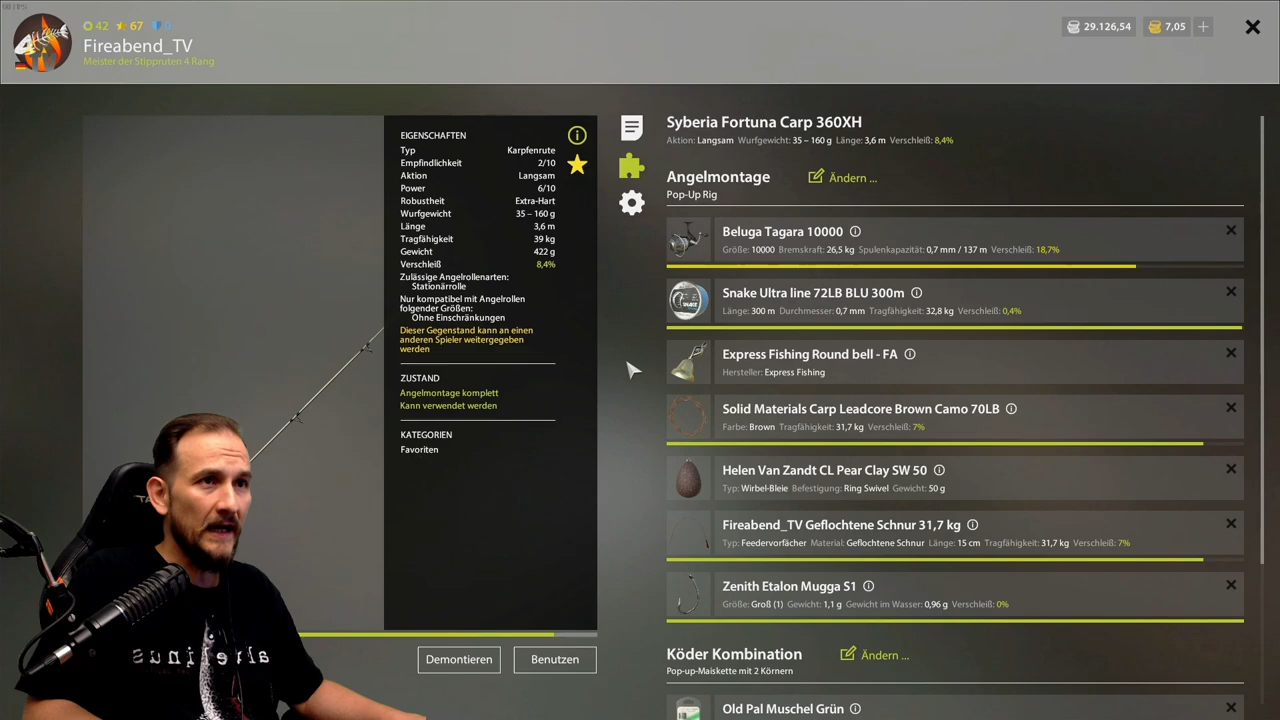 42 67 0
Fireabend_TV
Meister der Stippruten 4 Rang
29.126,54
7,05
EIGENSCHAFTEN
Typ Karpfenrute
Empfindlichkeit 2/10
Aktion Langsam
Power 6/10
Robustheit Extra-Hart
Wurfgewicht 35 – 160 g
Länge 3,6 m
Tragfähigkeit 39 kg
Gewicht 422 g
Verschleiß 8,4%
Zulässige Angelrollenarten:
Stationärrolle
Nur kompatibel mit Angelrollen
folgender Größen:
Ohne Einschränkungen
Dieser Gegenstand kann an einen
anderen Spieler weitergegeben
werden
ZUSTAND
Angelmontage komplett
Kann verwendet werden
KATEGORIEN
Favoriten
Demontieren
Benutzen
Syberia Fortuna Carp 360XH
Aktion: Langsam Wurfgewicht: 35 – 160 g Länge: 3,6 m Verschleiß: 8,4%
Angelmontage Ändern ...
Pop-Up Rig
Beluga Tagara 10000
Größe: 10000 Bremskraft: 26,5 kg Spulenkapazität: 0,7 mm / 137 m Verschleiß: 18,7%
Snake Ultra line 72LB BLU 300m
Länge: 300 m Durchmesser: 0,7 mm Tragfähigkeit: 32,8 kg Verschleiß: 0,4%
Express Fishing Round bell - FA
Hersteller: Express Fishing
Solid Materials Carp Leadcore Brown Camo 70LB
Farbe: Brown Tragfähigkeit: 31,7 kg Verschleiß: 7%
Helen Van Zandt CL Pear Clay SW 50
Typ: Wirbel-Bleie Befestigung: Ring Swivel Gewicht: 50 g
Fireabend_TV Geflochtene Schnur 31,7 kg
Typ: Feedervorfächer Material: Geflochtene Schnur Länge: 15 cm Tragfähigkeit: 31,7 kg Verschleiß: 7%
Zenith Etalon Mugga S1
Größe: Groß (1) Gewicht: 1,1 g Gewicht im Wasser: 0,96 g Verschleiß: 0%
Köder Kombination Ändern ...
Pop-up-Maiskette mit 2 Körnern
Old Pal Muschel Grün